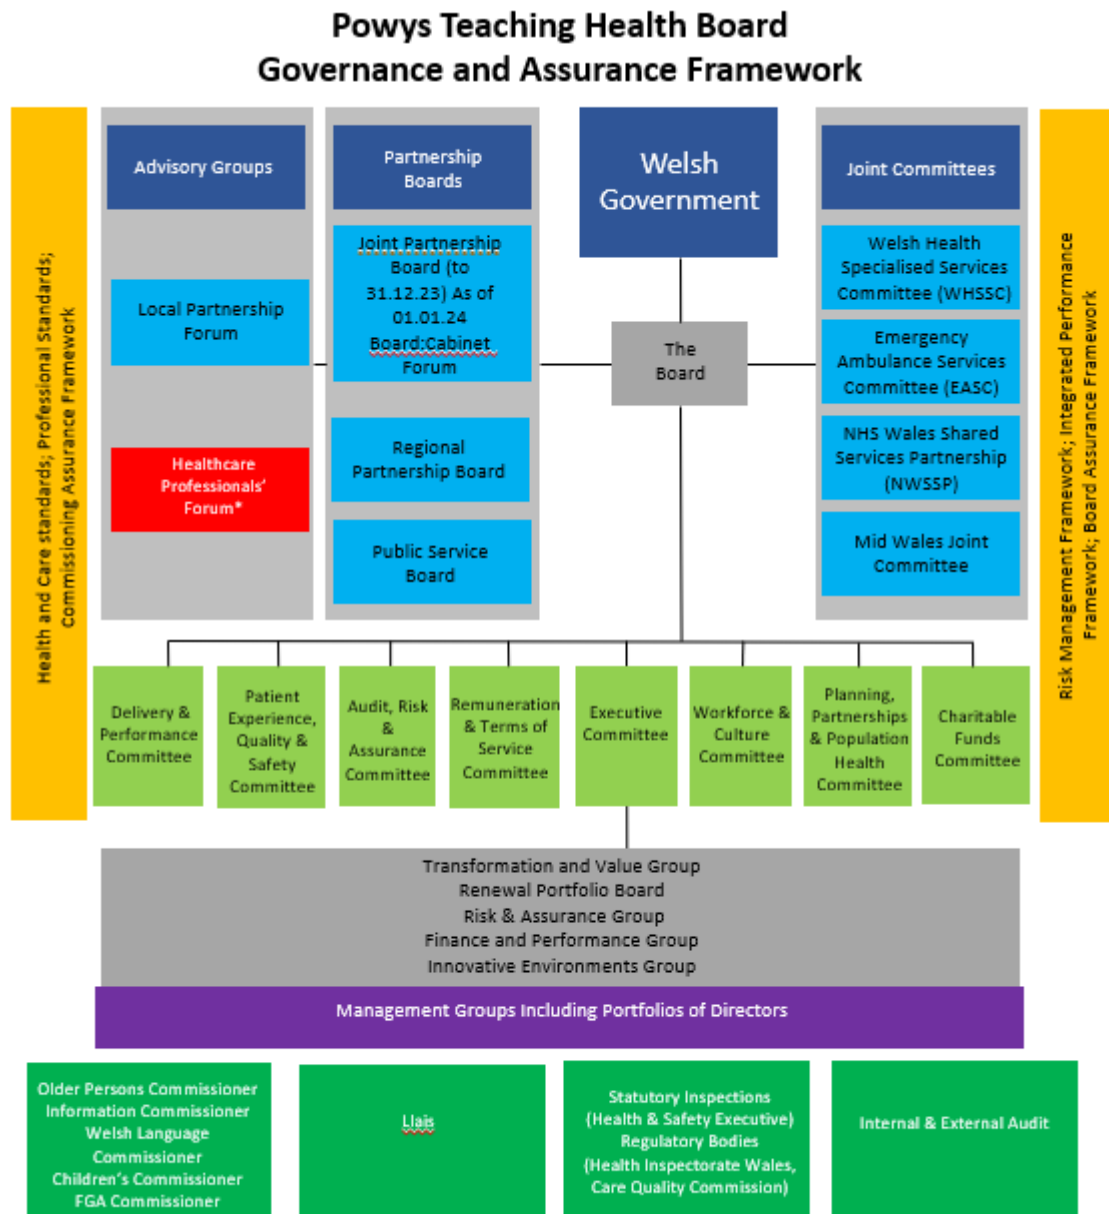 Powys Teaching Health Board
Governance and Assurance Framework
Health and Care standards; Professional Standards;
Commissioning Assurance Framework
Advisory Groups
Local Partnership
Forum
Healthcare
Professionals'
Forum*
Partnership
Boards
Joint Partnership
Board (to
31.12.23) As of
01.01.24
Board:Cabinet
Forum
Regional
Partnership Board
Public Service
Board
Welsh
Government
The
Board
Joint Committees
Welsh Health
Specialised Services
Committee (WHSSC)
Emergency
Ambulance Services
Committee (EASC)
NHS Wales Shared
Services Partnership
(NWSSP)
Mid Wales Joint
Committee
Risk Management Framework; Integrated Performance
Framework; Board Assurance Framework
Delivery &
Performance
Committee
Patient
Experience,
Quality &
Safety
Committee
Audit, Risk
&
Assurance
Committee
Remuneration
& Terms of
Service
Committee
Executive
Committee
Workforce &
Culture
Committee
Planning,
Partnerships
& Population
Health
Committee
Charitable
Funds
Committee
Transformation and Value Group
Renewal Portfolio Board
Risk & Assurance Group
Finance and Performance Group
Innovative Environments Group
Management Groups Including Portfolios of Directors
Older Persons Commissioner
Information Commissioner
Welsh Language
Commissioner
Children's Commissioner
FGA Commissioner
Llais
Statutory Inspections
(Health & Safety Executive)
Regulatory Bodies
(Health Inspectorate Wales,
Care Quality Commission)
Internal & External Audit